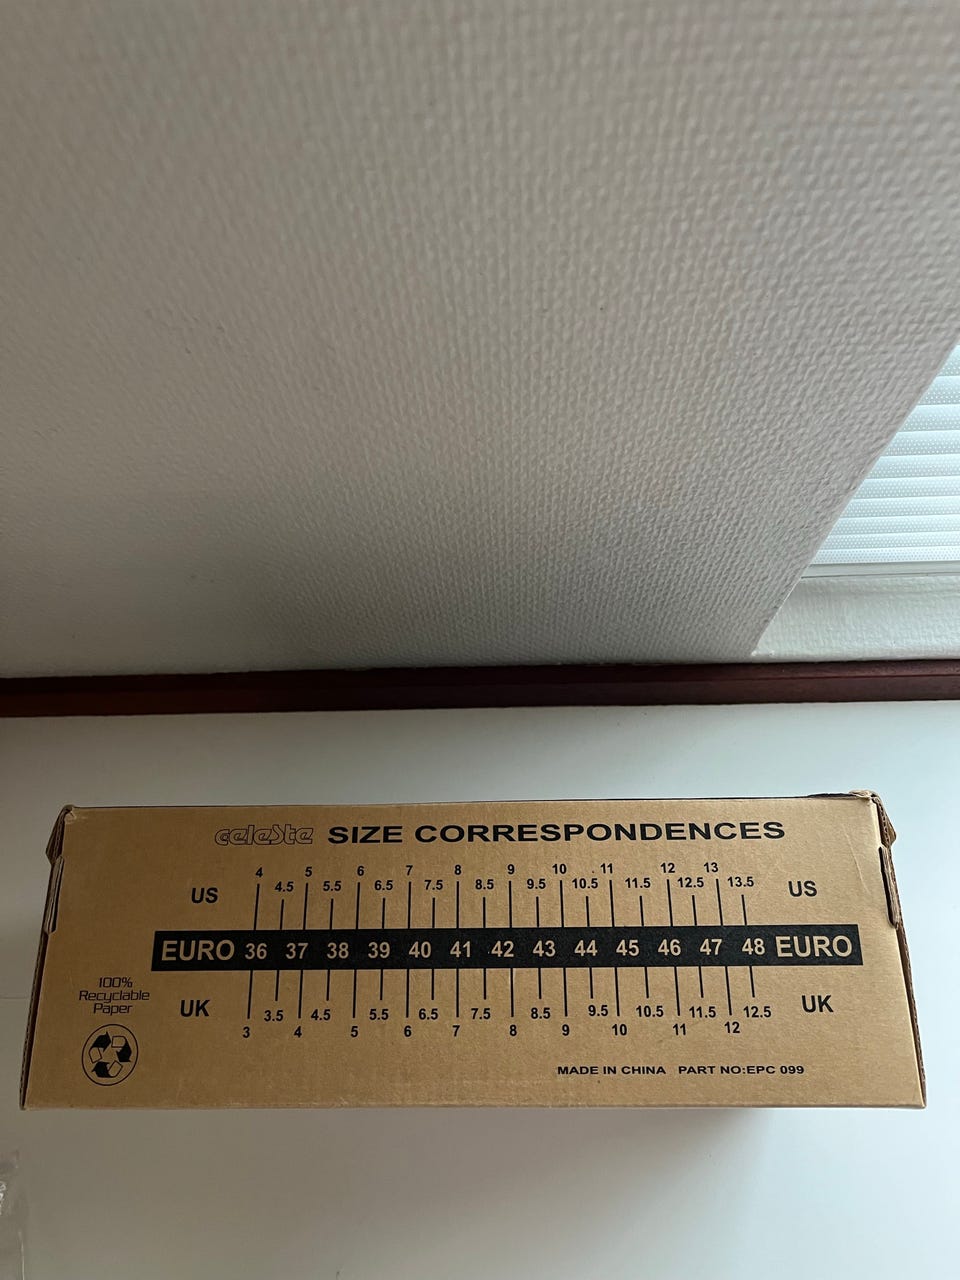 celeste SIZE CORRESPONDENCES
4 5 6 7 8 9 10 11 12 13
4.5 5.5 6.5 7.5 8.5 9.5 10.5 11.5 12.5 13.5
US US
EURO 36 37 38 39 40 41 42 43 44 45 46 47 48 EURO
100%
Recyclable
Paper
UK UK
3.5 4.5 5.5 6.5 7.5 8.5 9.5 10.5 11.5 12.5
3 4 5 6 7 8 9 10 11 12
MADE IN CHINA PART NO:EPC 099